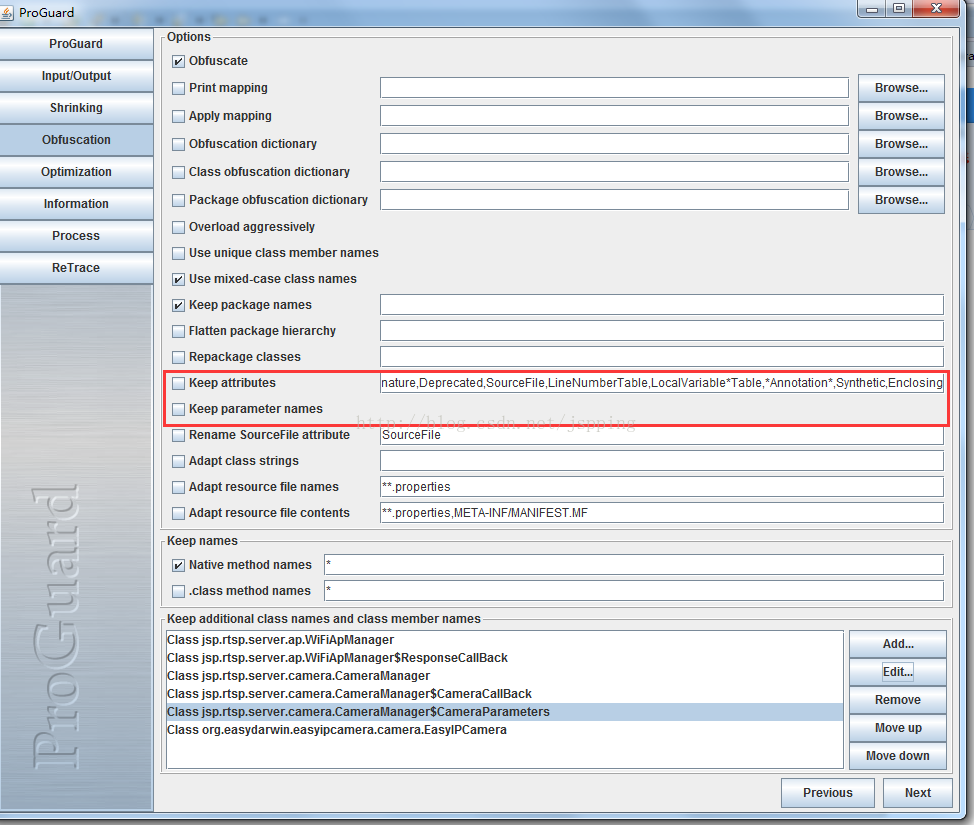 ProGuard
ProGuard
Input/Output
Shrinking
Obfuscation
Optimization
Information
Process
ReTrace
ProGuard
Options
Obfuscate
Print mapping Browse...
Apply mapping Browse...
Obfuscation dictionary Browse...
Class obfuscation dictionary Browse...
Package obfuscation dictionary Browse...
Overload aggressively
Use unique class member names
Use mixed-case class names
Keep package names
Flatten package hierarchy
Repackage classes
Keep attributes nature,Deprecated,SourceFile,LineNumberTable,LocalVariable*Table,*Annotation*,Synthetic,Enclosing
Keep parameter names
http://blog.csdn.net/jspping
Rename SourceFile attribute SourceFile
Adapt class strings
Adapt resource file names **.properties
Adapt resource file contents **.properties,META-INF/MANIFEST.MF
Keep names
Native method names *
.class method names *
Keep additional class names and class member names
Class jsp.rtsp.server.ap.WiFiApManager
Class jsp.rtsp.server.ap.WiFiApManager$ResponseCallBack
Class jsp.rtsp.server.camera.CameraManager
Class jsp.rtsp.server.camera.CameraManager$CameraCallBack
Class jsp.rtsp.server.camera.CameraManager$CameraParameters
Class org.easydarwin.easyipcamera.camera.EasyIPCamera
Add...
Edit...
Remove
Move up
Move down
Previous Next